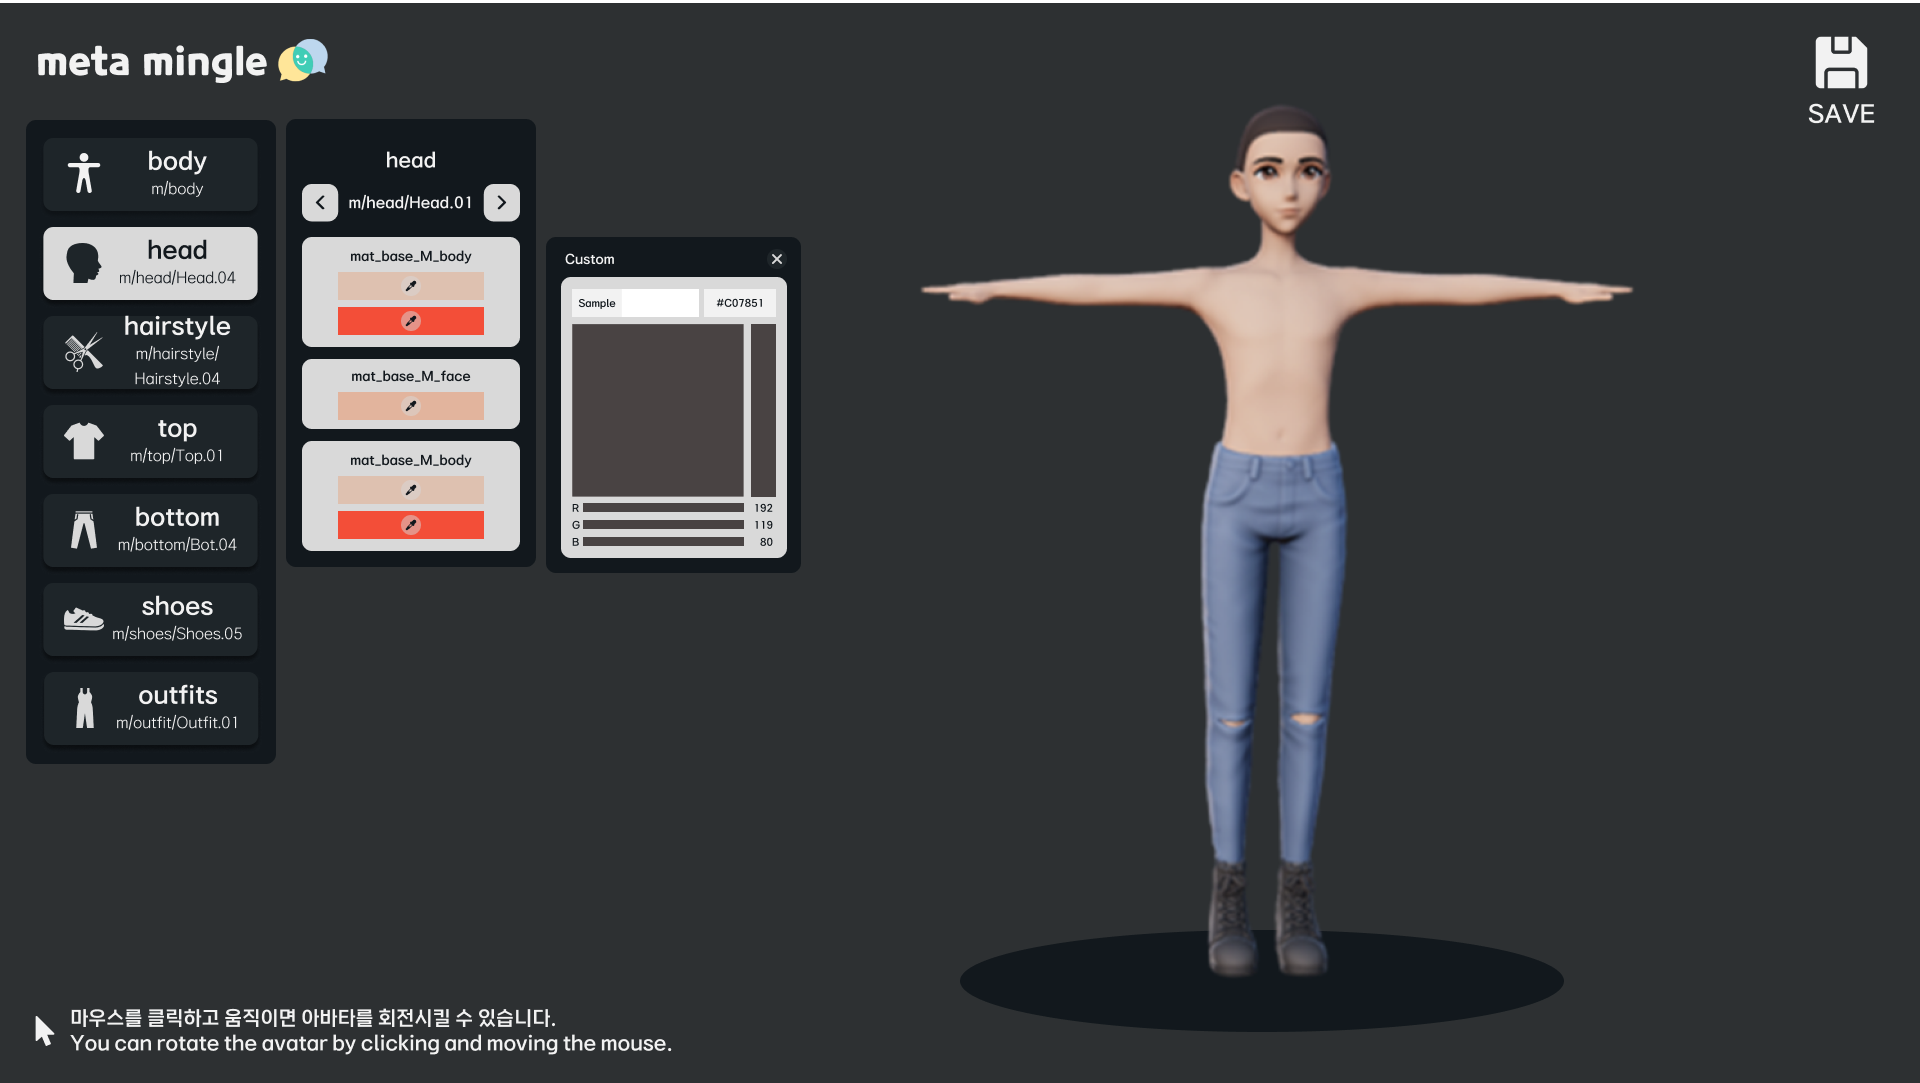 meta mingle
SAVE
body
m/body
head
m/head/Head.04
hairstyle
m/hairstyle/
Hairstyle.04
top
m/top/Top.01
bottom
m/bottom/Bot.04
shoes
m/shoes/Shoes.05
outfits
m/outfit/Outfit.01
head
m/head/Head.01
mat_base_M_body
mat_base_M_face
mat_base_M_body
Custom
Sample
#C07851
R 192
G 119
B 80
마우스를 클릭하고 움직이면 아바타를 회전시킬 수 있습니다.
You can rotate the avatar by clicking and moving the mouse.